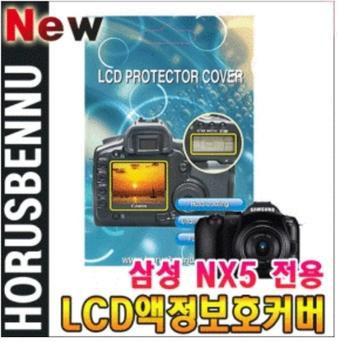 New
HORUSBENNU
LCD PROTECTOR COVER
Canon
SAMSUNG
삼성 NX5 전용
LCD액정보호커버